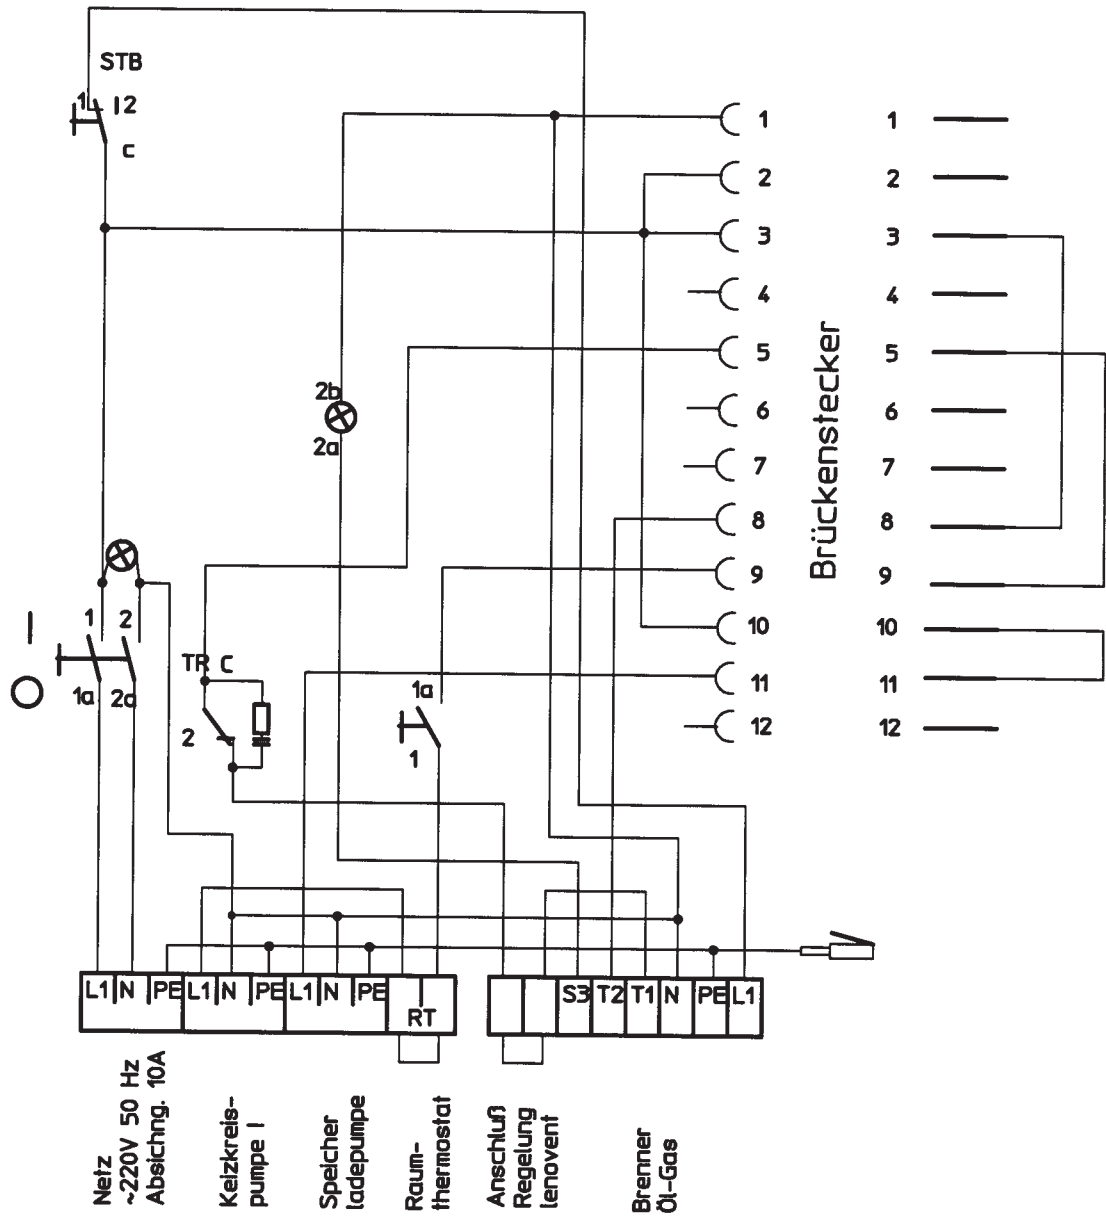 STB
1
12
c
1 1
2 2
3 3
4 4
5 5
2b
2a
6 6
7 7
8 8
9 9
10 10
11 11
12 12
Brückenstecker
1 2
1a 2a
TR C
2
1a
1
L1 N PE L1 N PE L1 N PE
RT
S3 T2 T1 N PE L1
Netz
~220V 50 Hz
Absichng. 10A
Keizkreis-
pumpe I
Speicher
ladepumpe
Raum-
thermostat
Anschluß
Regelung
lenovent
Brenner
Öl-Gas